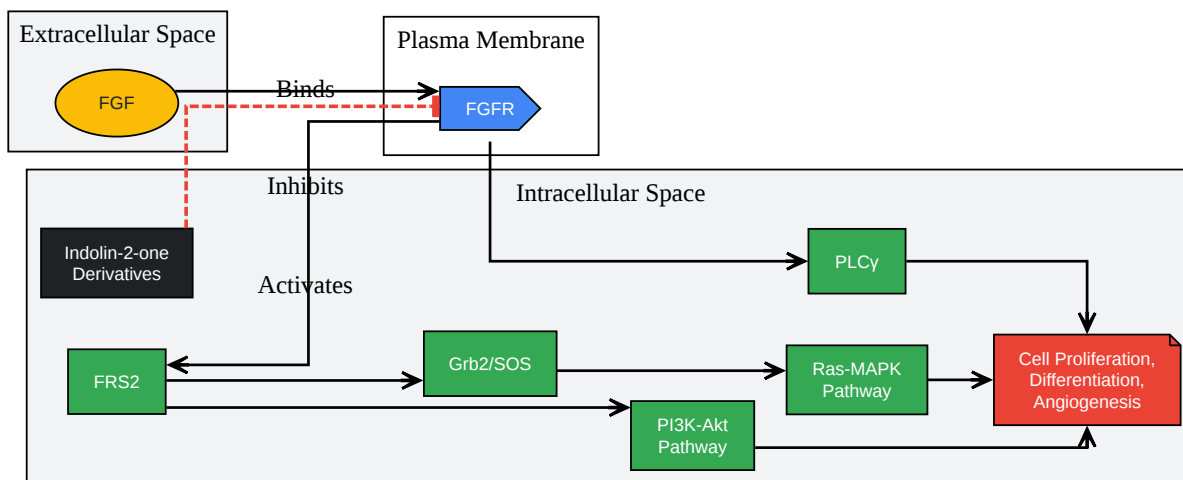 Extracellular Space
Plasma Membrane
FGF
Binds
FGFR
Inhibits
Intracellular Space
Indolin-2-one
Derivatives
PLCγ
Activates
FRS2
Grb2/SOS
Ras-MAPK
Pathway
Cell Proliferation,
Differentiation,
Angiogenesis
PI3K-Akt
Pathway